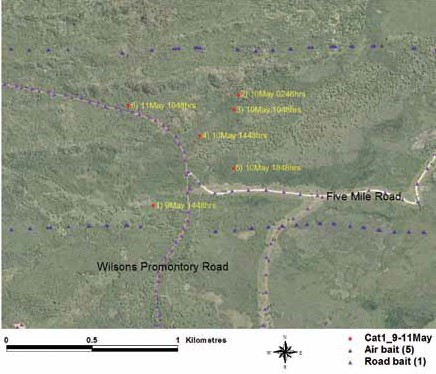 2) 10May 0248hrs
6) 11May 1048hrs
3) 10May 1048hrs
4) 10May 1448hrs
5) 10May 1848hrs
Five Mile Road
1) 9May 1448hrs
Wilsons Promontory Road
0 0.5 1 Kilometres
N
Cat1_9-11May
Air bait (5)
Road bait (1)